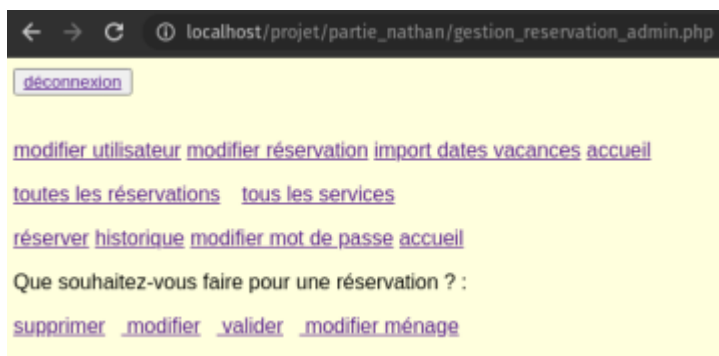 localhost/projet/partie_nathan/gestion_reservation_admin.php
déconnexion
modifier utilisateur modifier réservation import dates vacances accueil
toutes les réservations tous les services
réserver historique modifier mot de passe accueil
Que souhaitez-vous faire pour une réservation ? :
supprimer modifier valider modifier ménage